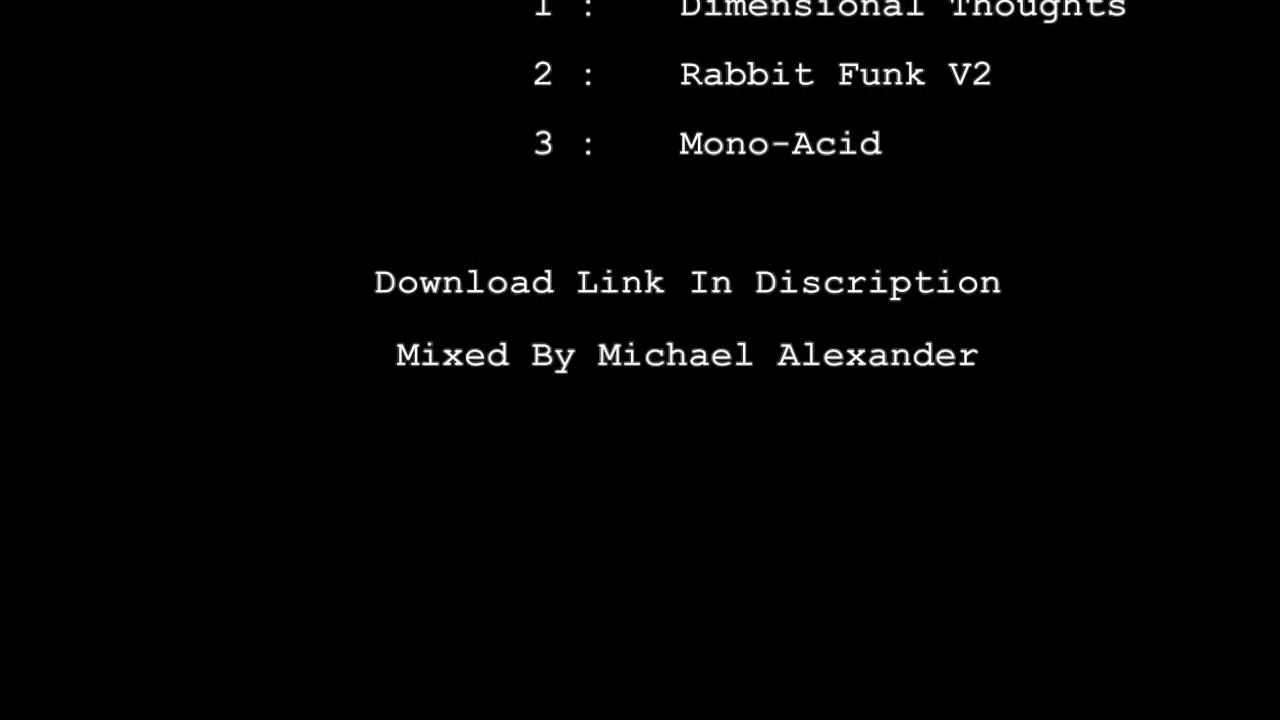 1 : Dimensional Thoughts
2 : Rabbit Funk V2
3 : Mono-Acid
Download Link In Discription
Mixed By Michael Alexander